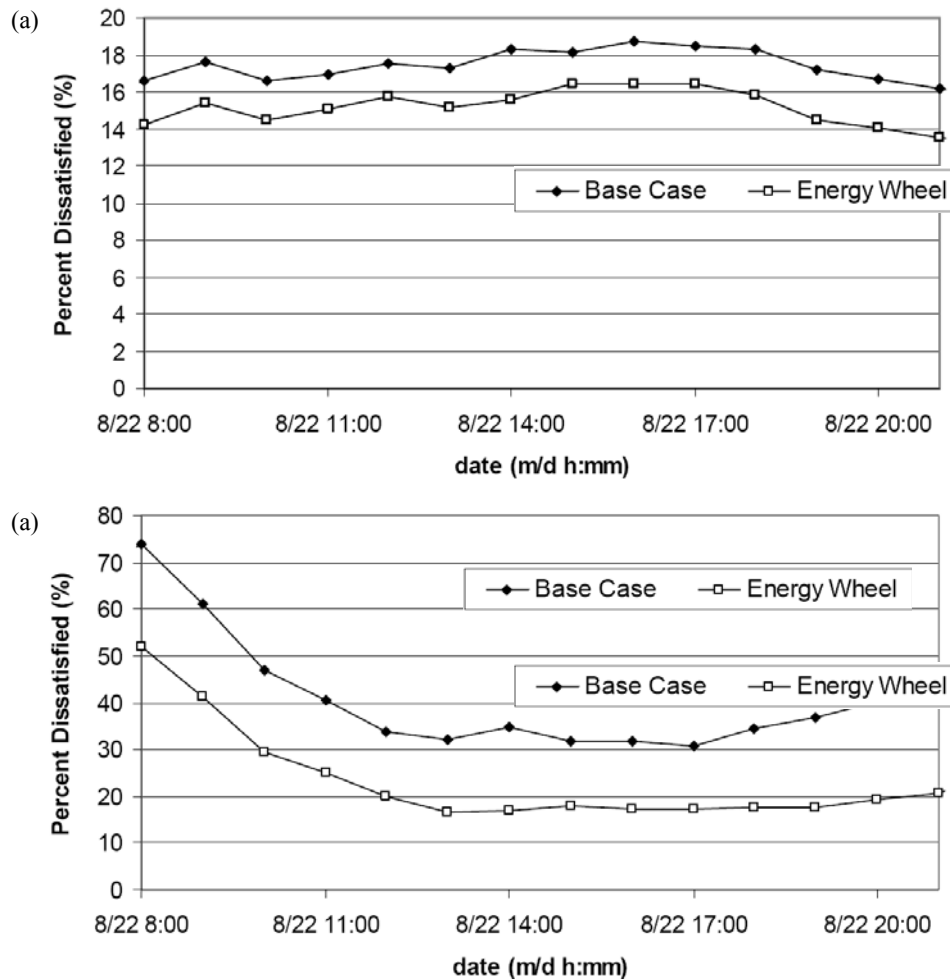 (a)
Percent Dissatisfied (%)
20
18
16
14
12
10
8
6
4
2
0
Base Case Energy Wheel
8/22 8:00 8/22 11:00 8/22 14:00 8/22 17:00 8/22 20:00
date (m/d h:mm)
(a)
Percent Dissatisfied (%)
80
70
60
50
40
30
20
10
0
Base Case Energy Wheel
Base Case Energy Wheel
8/22 8:00 8/22 11:00 8/22 14:00 8/22 17:00 8/22 20:00
date (m/d h:mm)